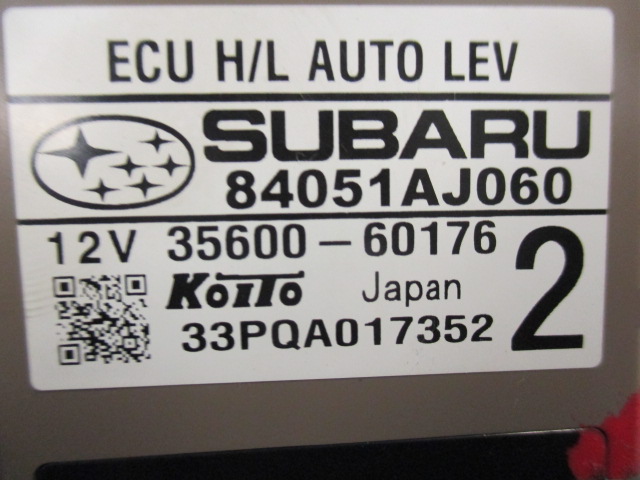 ECU H/L AUTO LEV
SUBARU
84051AJ060
12V 35600-60176
KOITO Japan
33PQA017352
2